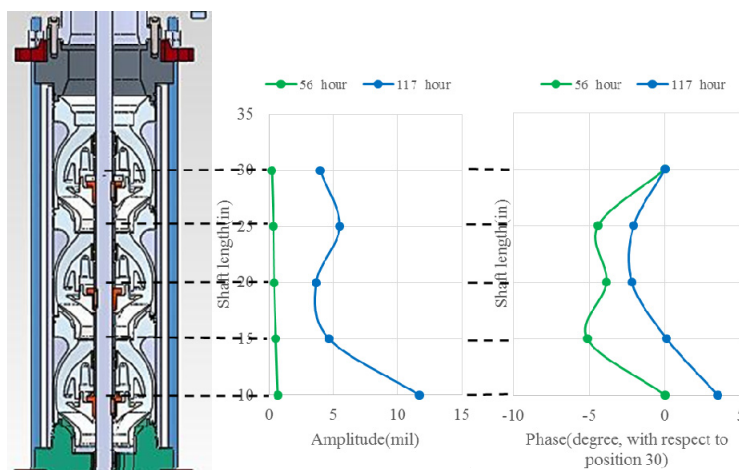 56 hour 117 hour
56 hour 117 hour
35
30
25
20
15
10
Shaft length(in)
0 5 10 15
Amplitude(mil)
Shaft length(in)
-10 -5 0 5
Phase(degree, with respect to
position 30)